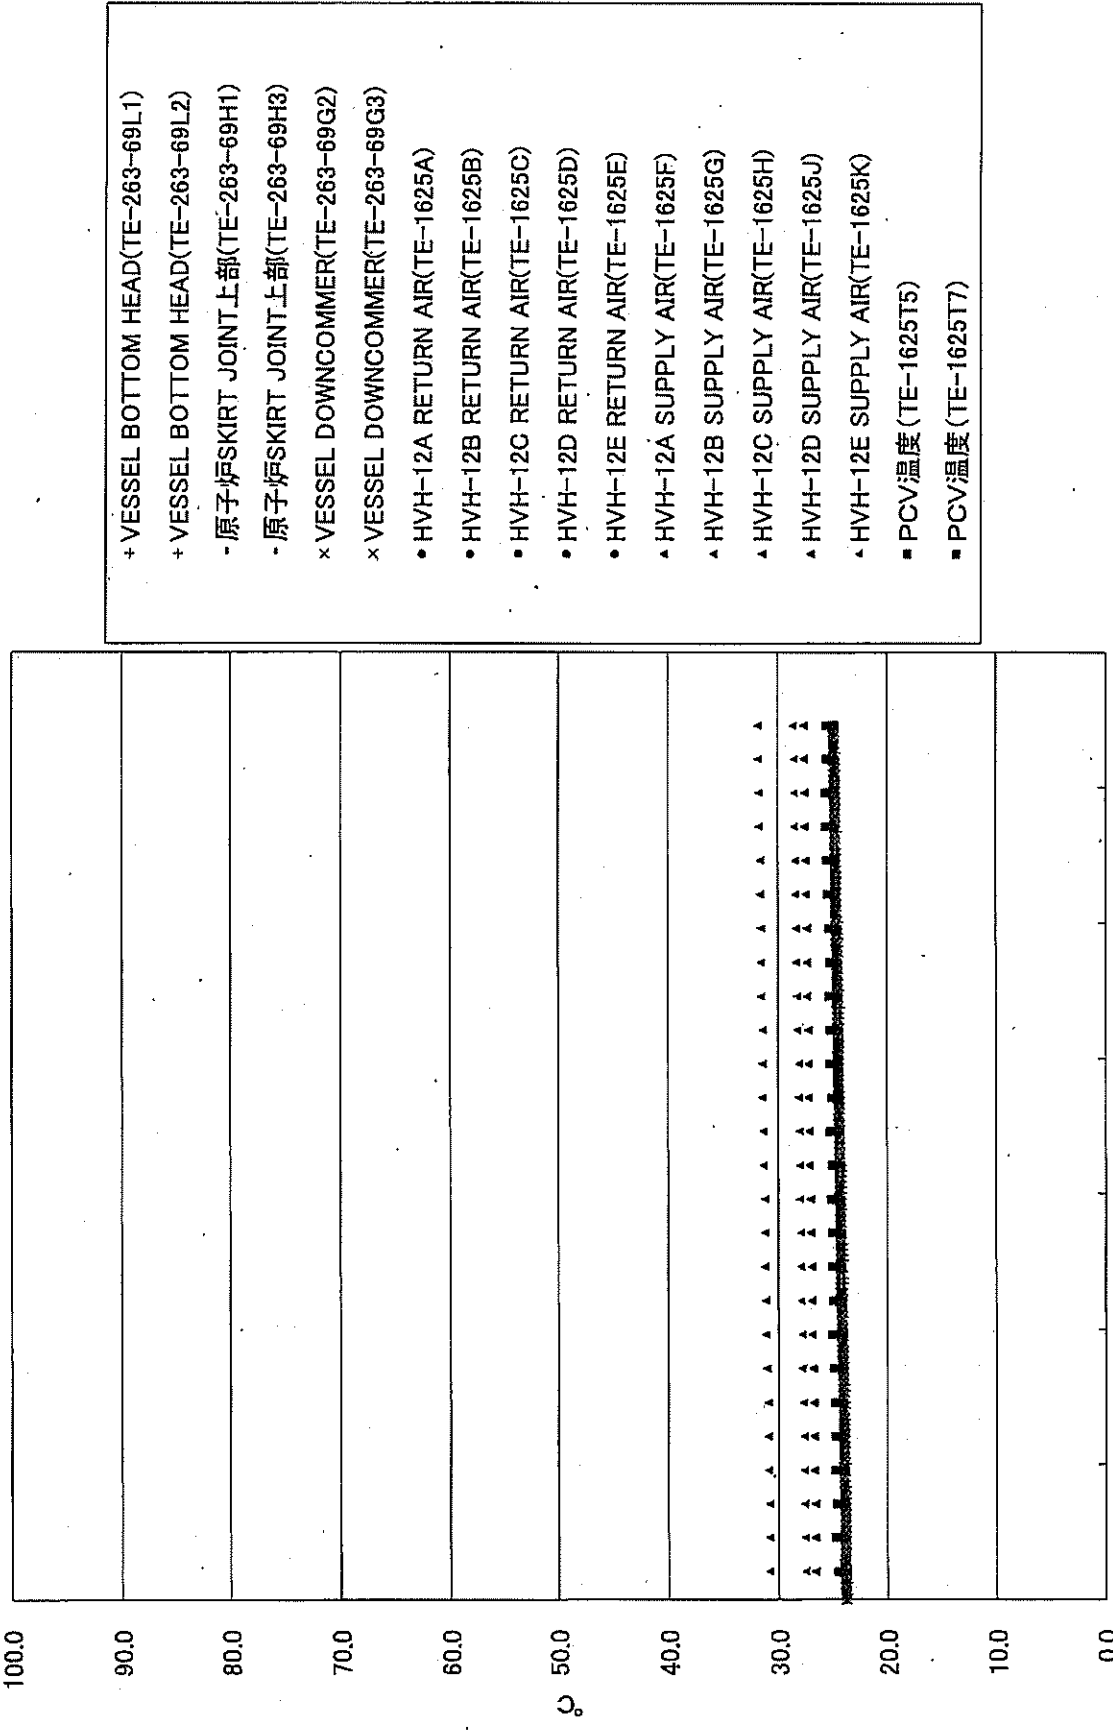 100.0
90.0
80.0
70.0
60.0
50.0
40.0
30.0
20.0
10.0
0.0
℃
+ VESSEL BOTTOM HEAD(TE-263-69L1)
+ VESSEL BOTTOM HEAD(TE-263-69L2)
- 原子炉SKIRT JOINT上部(TE-263-69H1)
- 原子炉SKIRT JOINT上部(TE-263-69H3)
× VESSEL DOWNCOMMER(TE-263-69G2)
× VESSEL DOWNCOMMER(TE-263-69G3)
● HVH-12A RETURN AIR(TE-1625A)
● HVH-12B RETURN AIR(TE-1625B)
● HVH-12C RETURN AIR(TE-1625C)
● HVH-12D RETURN AIR(TE-1625D)
● HVH-12E RETURN AIR(TE-1625E)
▲ HVH-12A SUPPLY AIR(TE-1625F)
▲ HVH-12B SUPPLY AIR(TE-1625G)
▲ HVH-12C SUPPLY AIR(TE-1625H)
▲ HVH-12D SUPPLY AIR(TE-1625J)
▲ HVH-12E SUPPLY AIR(TE-1625K)
■ PCV温度(TE-1625T5)
■ PCV温度(TE-1625T7)